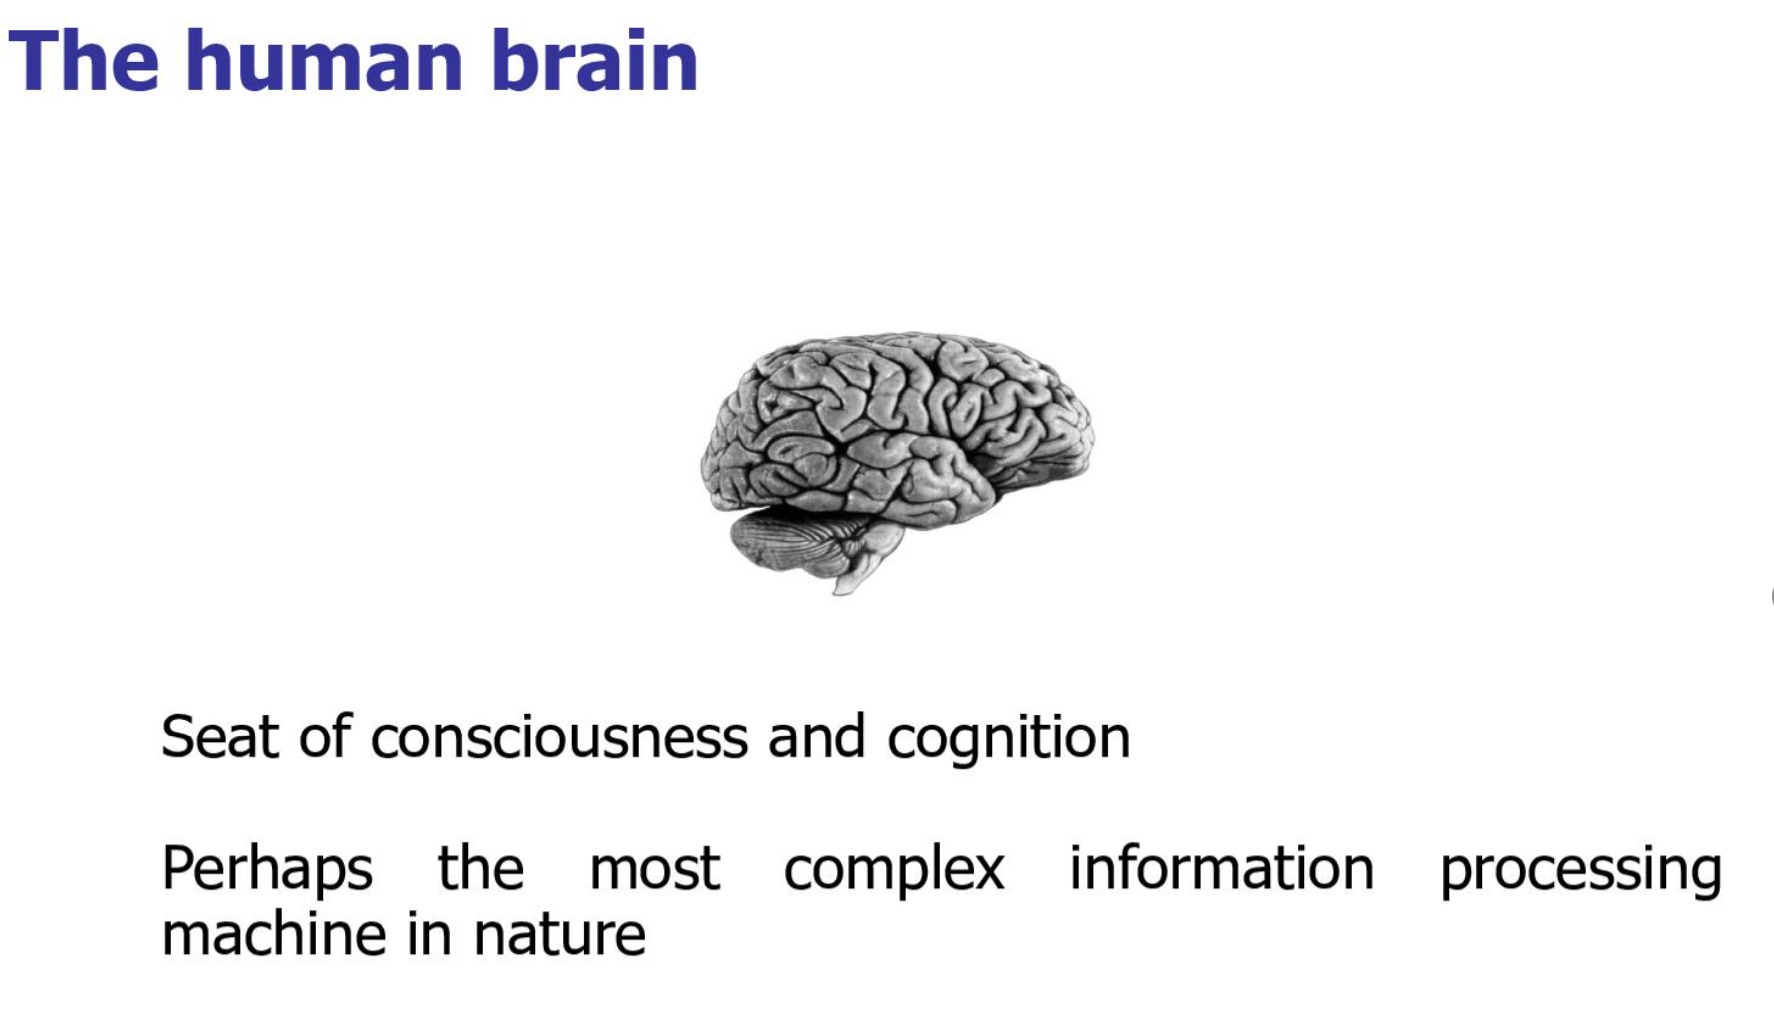 The human brain
Seat of consciousness and cognition
Perhaps the most complex information processing
machine in nature